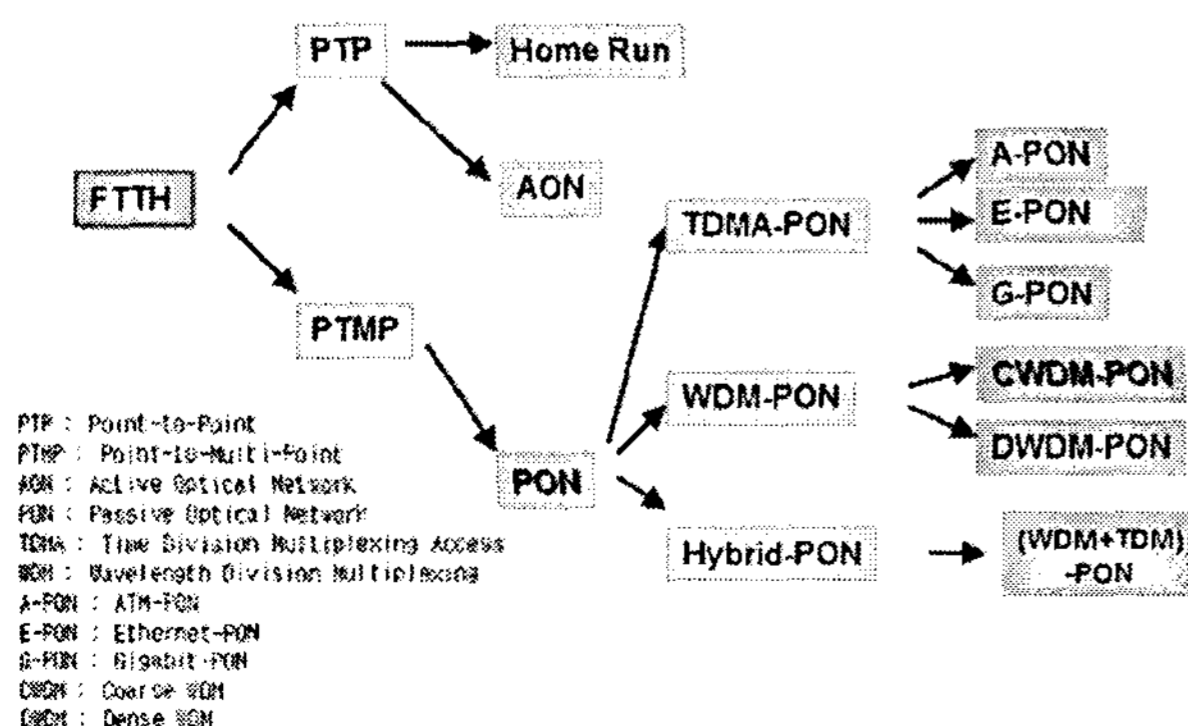 PTP
Home Run
FTTH
AON
A-PON
TDMA-PON
E-PON
G-PON
PTMP
WDM-PON
CWDM-PON
DWDM-PON
PON
Hybrid-PON
(WDM+TDM)
-PON
PTP : Point-to-Point
PTMP : Point-to-Multi-Point
AON : Active Optical Network
PON : Passive Optical Network
TDMA : Time Division Multiplexing Access
WDM : Wavelength Division Multiplexing
A-PON : ATM-PON
E-PON : Ethernet-PON
G-PON : Gigabit-PON
CWDM : Coarse WDM
DWDM : Dense WDM